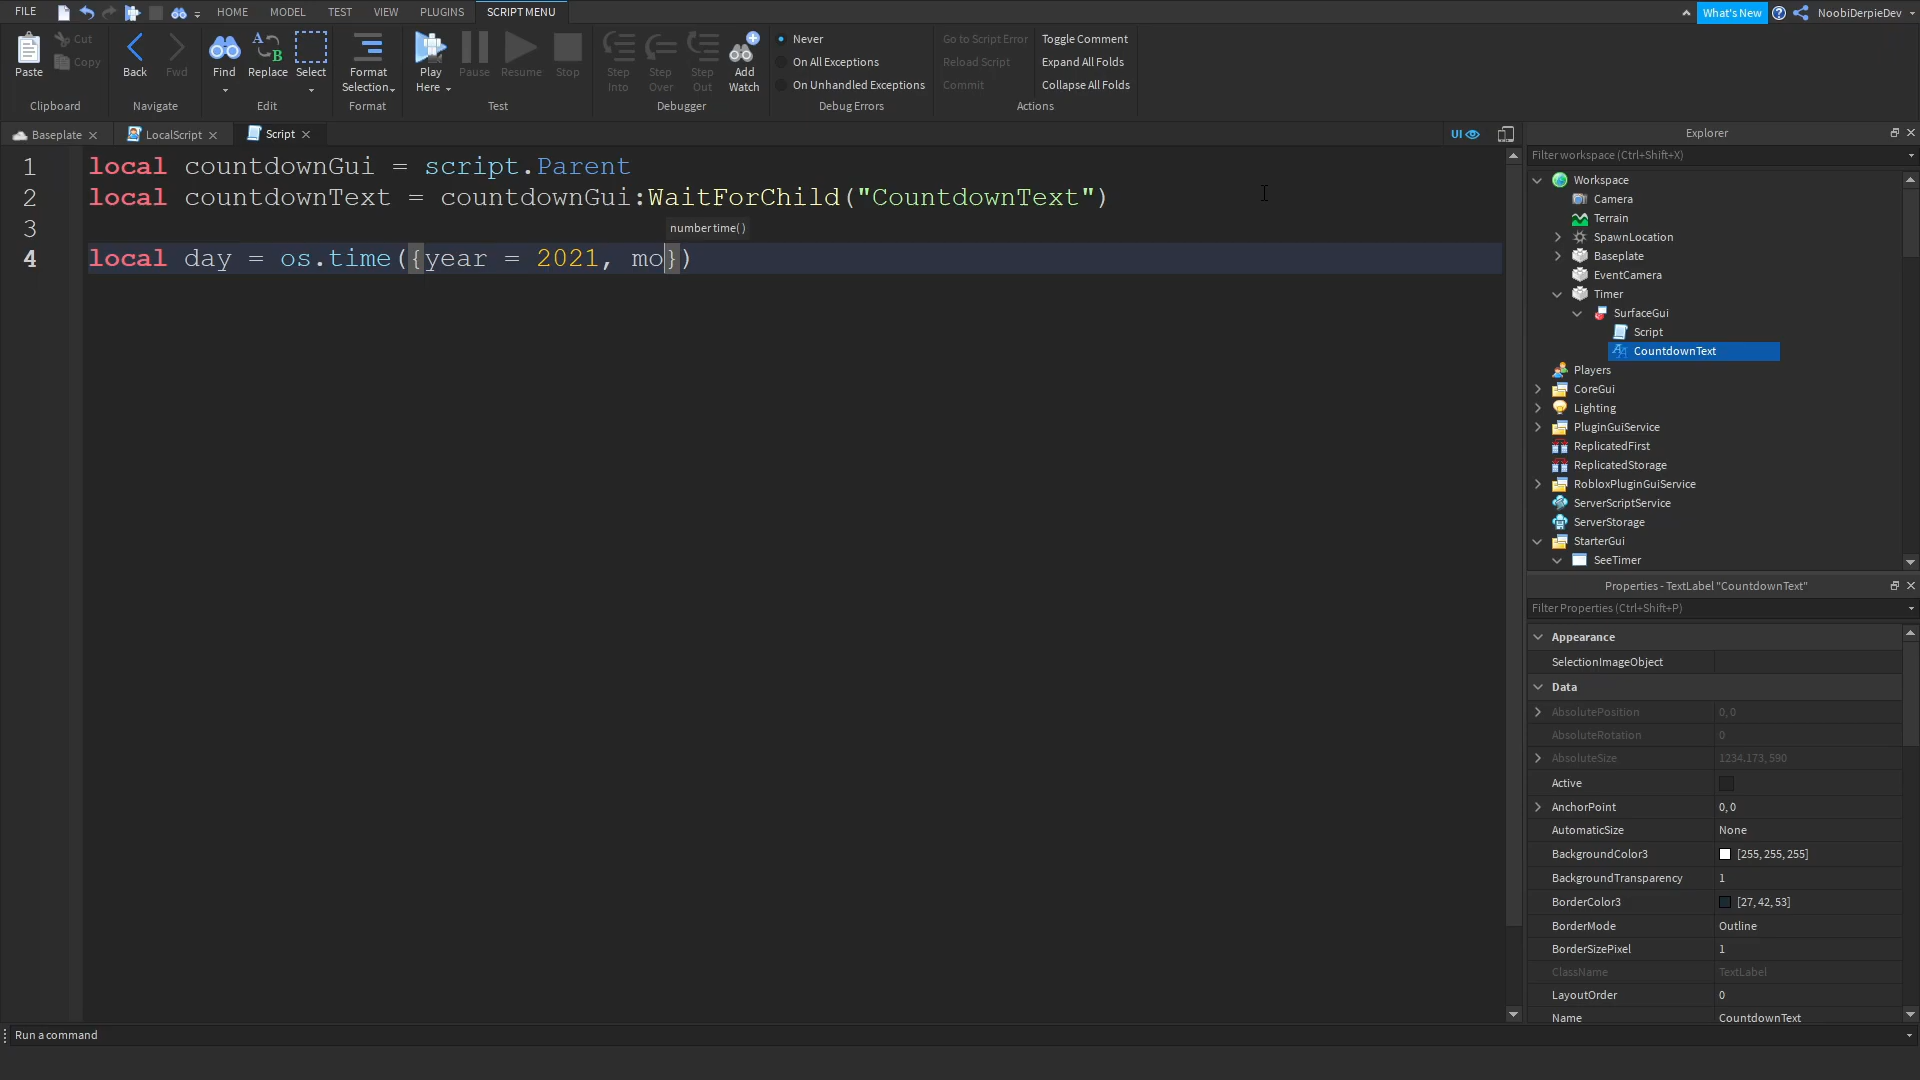 FILE HOME MODEL TEST VIEW PLUGINS SCRIPT MENU What's New NoobiDerpieDev
Paste Cut Copy Clipboard
Back Fwd Navigate
Find Replace Select Edit
Format Selection Format
Play Here Pause Resume Stop Test
Step Into Step Over Step Out Add Watch Debugger
Never
On All Exceptions
On Unhandled Exceptions
Debug Errors
Go to Script Error Toggle Comment
Reload Script Expand All Folds
Commit Collapse All Folds
Actions
Baseplate LocalScript Script UI
1 local countdownGui = script.Parent
2 local countdownText = countdownGui:WaitForChild("CountdownText")
3
number time()
4 local day = os.time({year = 2021, mo})
Explorer
Filter workspace (Ctrl+Shift+X)
Workspace
Camera
Terrain
SpawnLocation
Baseplate
EventCamera
Timer
SurfaceGui
Script
CountdownText
Players
CoreGui
Lighting
PluginGuiService
ReplicatedFirst
ReplicatedStorage
RobloxPluginGuiService
ServerScriptService
ServerStorage
StarterGui
SeeTimer
Properties - TextLabel "CountdownText"
Filter Properties (Ctrl+Shift+P)
Appearance
SelectionImageObject
Data
AbsolutePosition 0, 0
AbsoluteRotation 0
AbsoluteSize 1234.173, 590
Active
AnchorPoint 0, 0
AutomaticSize None
BackgroundColor3 [255, 255, 255]
BackgroundTransparency 1
BorderColor3 [27, 42, 53]
BorderMode Outline
BorderSizePixel 1
ClassName TextLabel
LayoutOrder 0
Name CountdownText
Run a command